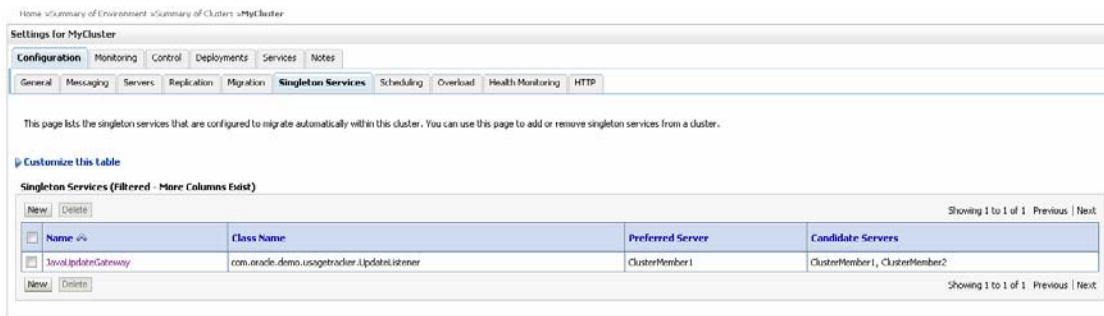 Home >Summary of Environment >Summary of Clusters >MyCluster
Settings for MyCluster
Configuration Monitoring Control Deployments Services Notes
General Messaging Servers Replication Migration Singleton Services Scheduling Overload Health Monitoring HTTP
This page lists the singleton services that are configured to migrate automatically within this cluster. You can use this page to add or remove singleton services from a cluster.
Customize this table
Singleton Services (Filtered - More Columns Exist)
New Delete Showing 1 to 1 of 1 Previous | Next
Name Class Name Preferred Server Candidate Servers
JavaUpdateGateway com.oracle.demo.usagetracker.UpdateListener ClusterMember1 ClusterMember1, ClusterMember2
New Delete Showing 1 to 1 of 1 Previous | Next